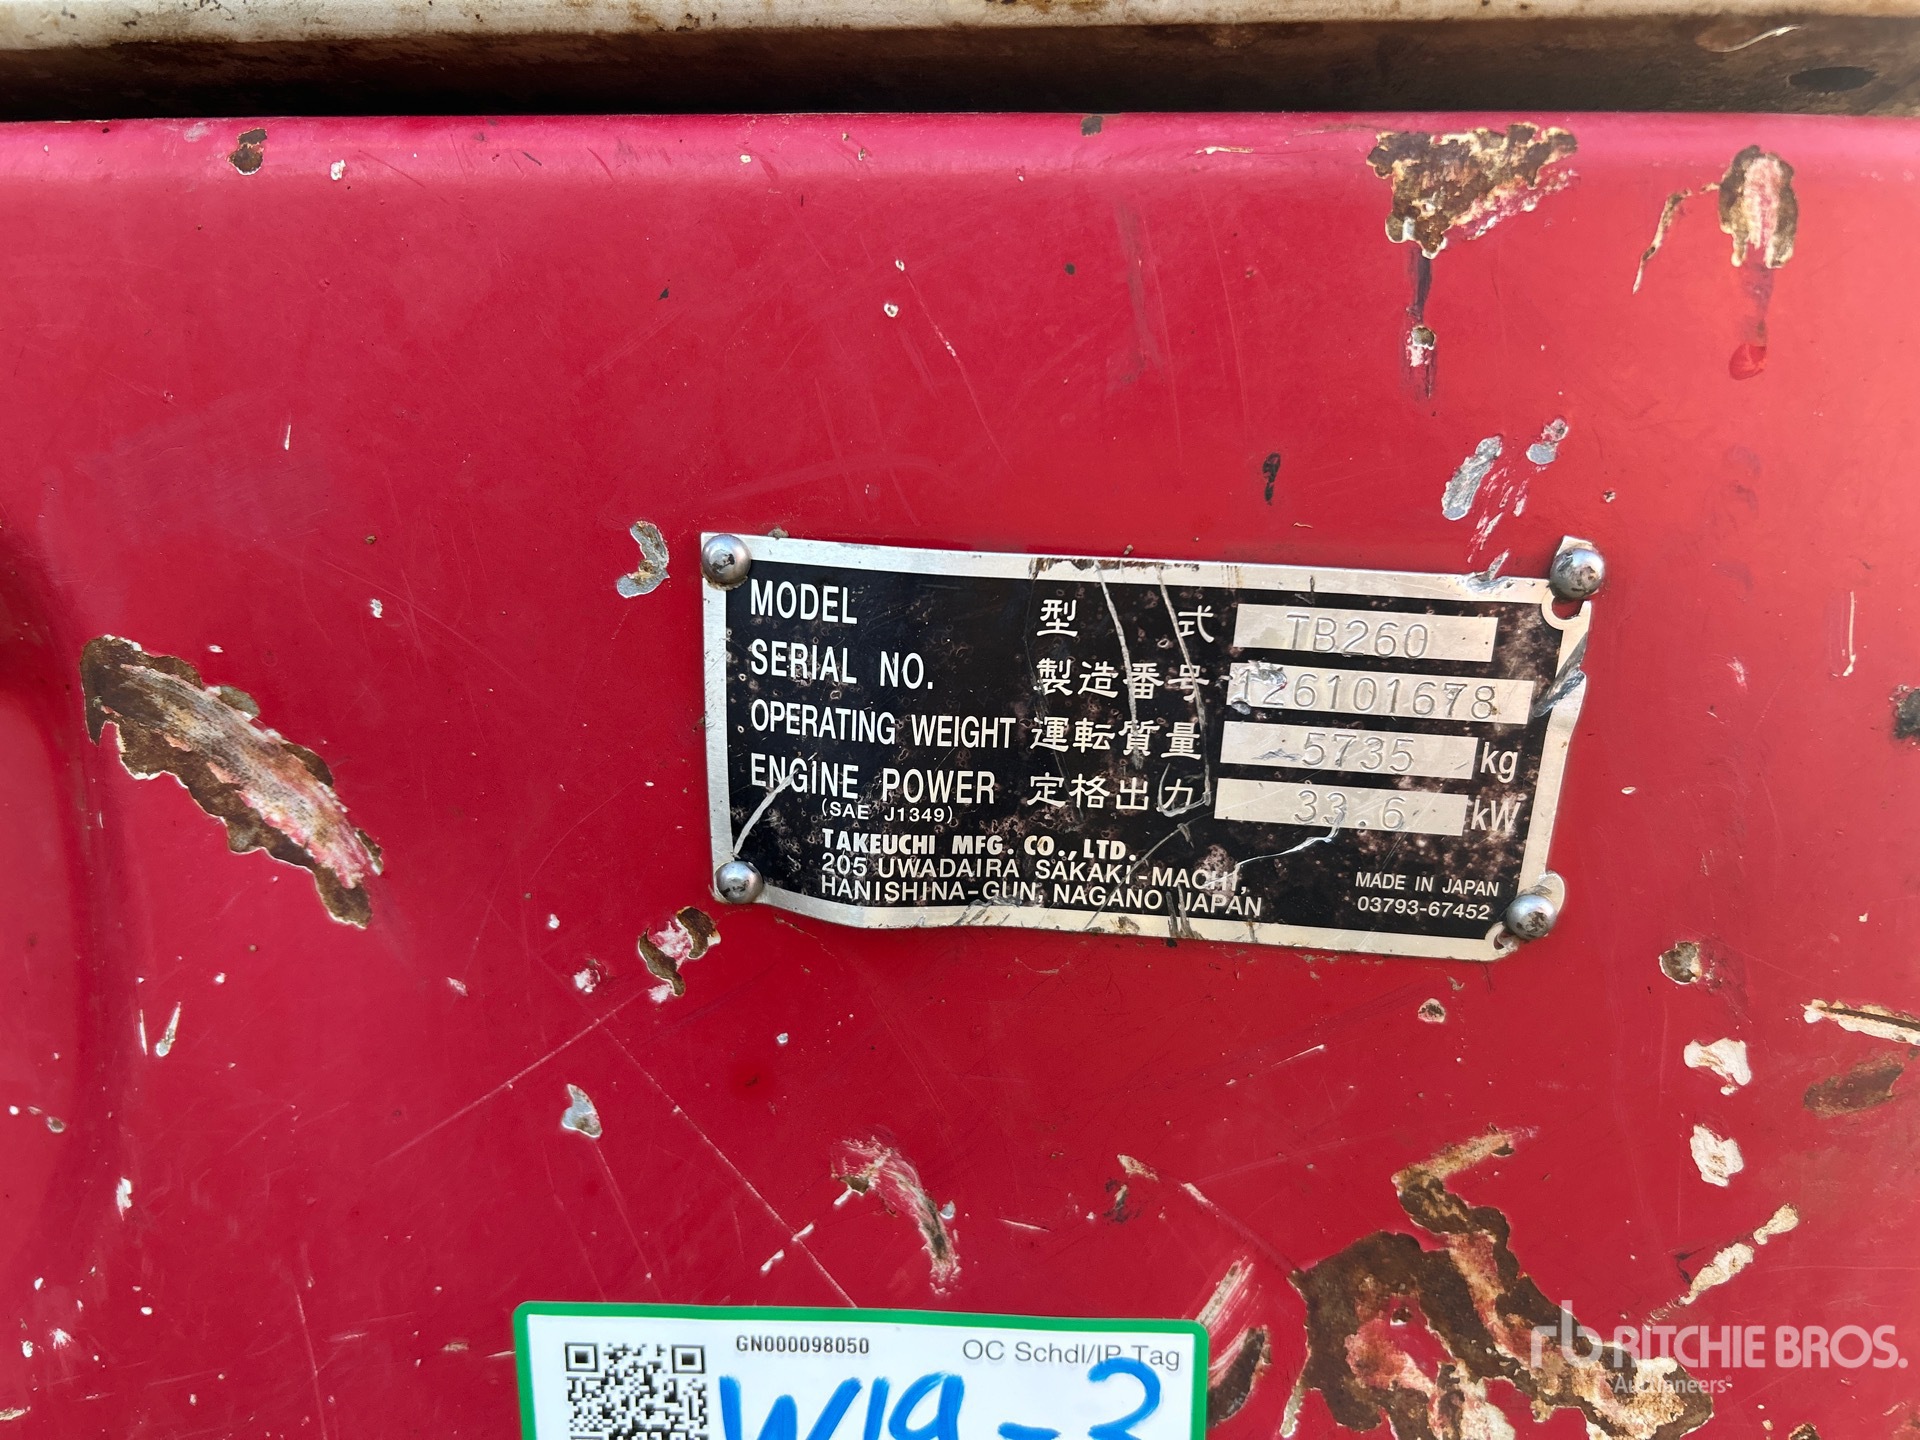 MODEL 型式 TB260
SERIAL NO. 製造番号 126101678
OPERATING WEIGHT 運転質量 5735 kg
ENGINE POWER 定格出力 33.6 kW
(SAE J1349)
TAKEUCHI MFG. CO., LTD.
205 UWADAIRA SAKAKI-MACHI,
HANISHINA-GUN, NAGANO JAPAN
MADE IN JAPAN
03793-67452
GN000098050 OC Schdl/IP Tag
W19-3
rb RITCHIE BROS.
Auctioneers